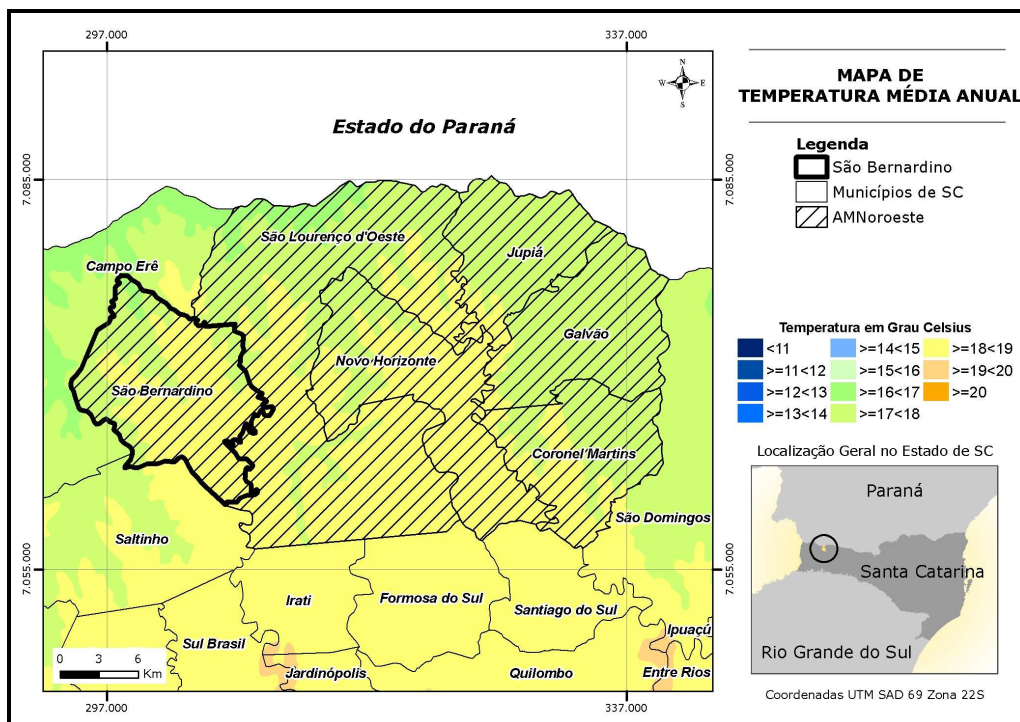 297.000
337.000
N
W E
S
Estado do Paraná
7.085.000
7.085.000
São Lourenço d'Oeste
Jupiá
Campo Erê
Galvão
Novo Horizonte
São Bernardino
Coronel Martins
São Domingos
Saltinho
7.055.000
7.055.000
Irati
Formosa do Sul
Santiago do Sul
Sul Brasil
Ipuaçú
Jardinópolis
Quilombo
Entre Rios
0 3 6
Km
297.000
337.000
MAPA DE
TEMPERATURA MÉDIA ANUAL
Legenda
São Bernardino
Municípios de SC
AMNoroeste
Temperatura em Grau Celsius
<11 >=14<15 >=18<19
>=11<12 >=15<16 >=19<20
>=12<13 >=16<17 >=20
>=13<14 >=17<18
Localização Geral no Estado de SC
Paraná
Santa Catarina
Rio Grande do Sul
Coordenadas UTM SAD 69 Zona 22S